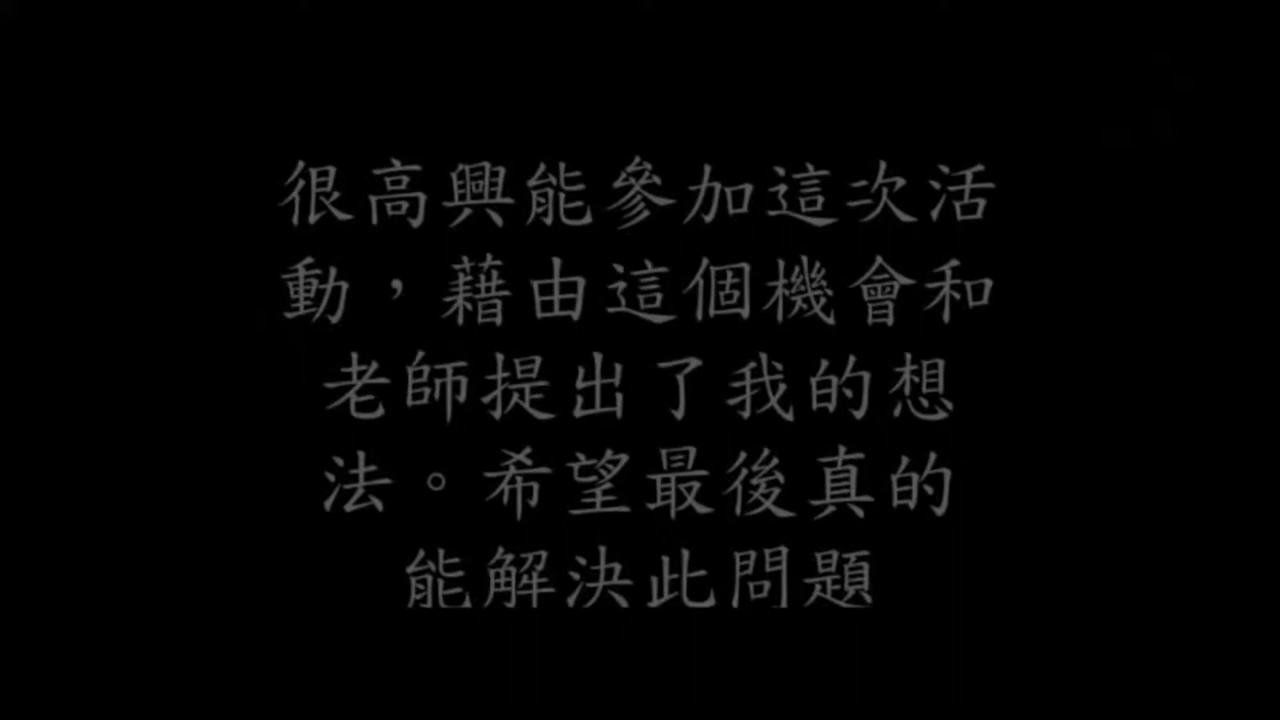 很高興能參加這次活
動，藉由這個機會和
老師提出了我的想
法。希望最後真的
能解決此問題